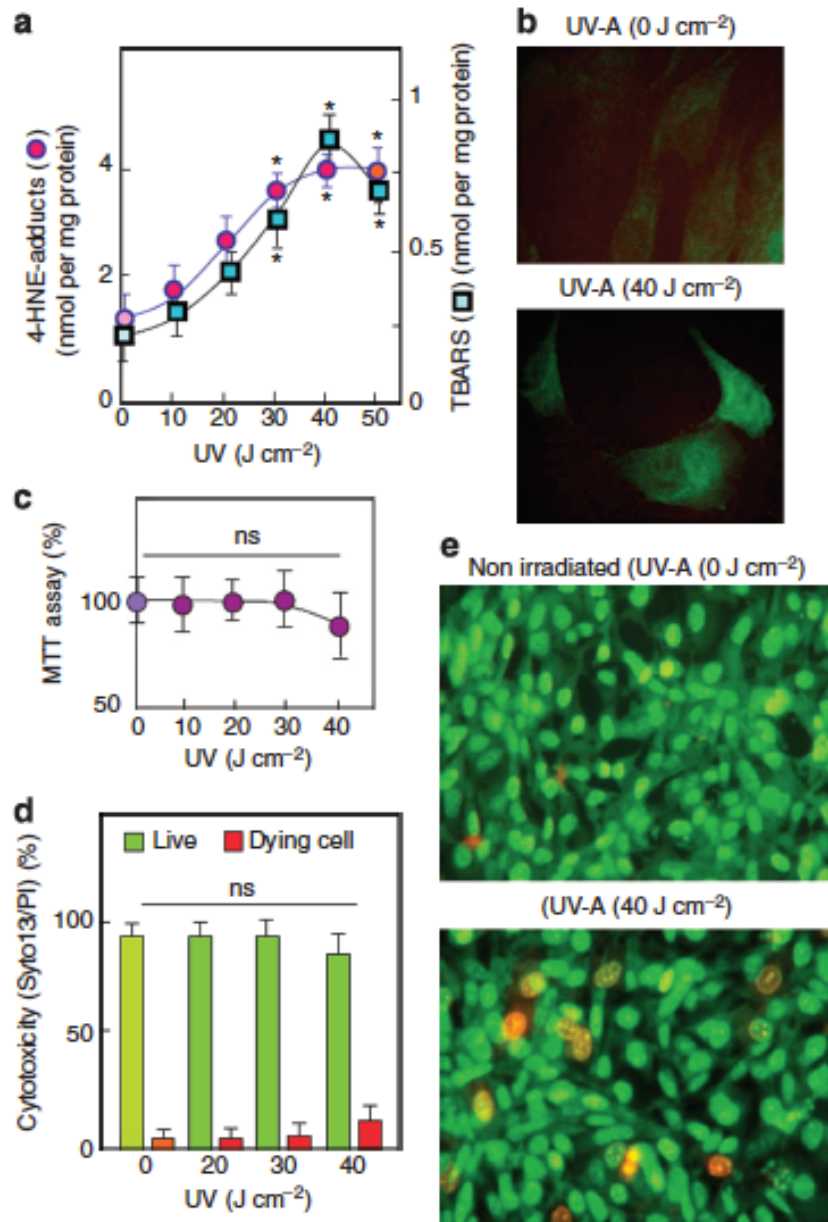 a
4-HNE-adducts ( )
(nmol per mg protein)
4
2
0
1
0.5
0
TBARS ( ) (nmol per mg protein)
* * *
* * *
0 10 20 30 40 50
UV (J cm⁻²)
b
UV-A (0 J cm⁻²)
UV-A (40 J cm⁻²)
c
MTT assay (%)
100
50
ns
0 10 20 30 40
UV (J cm⁻²)
d
Cytotoxicity (Syto13/PI) (%)
Live Dying cell
ns
100
50
0
0 20 30 40
UV (J cm⁻²)
e
Non irradiated (UV-A (0 J cm⁻²)
(UV-A (40 J cm⁻²)